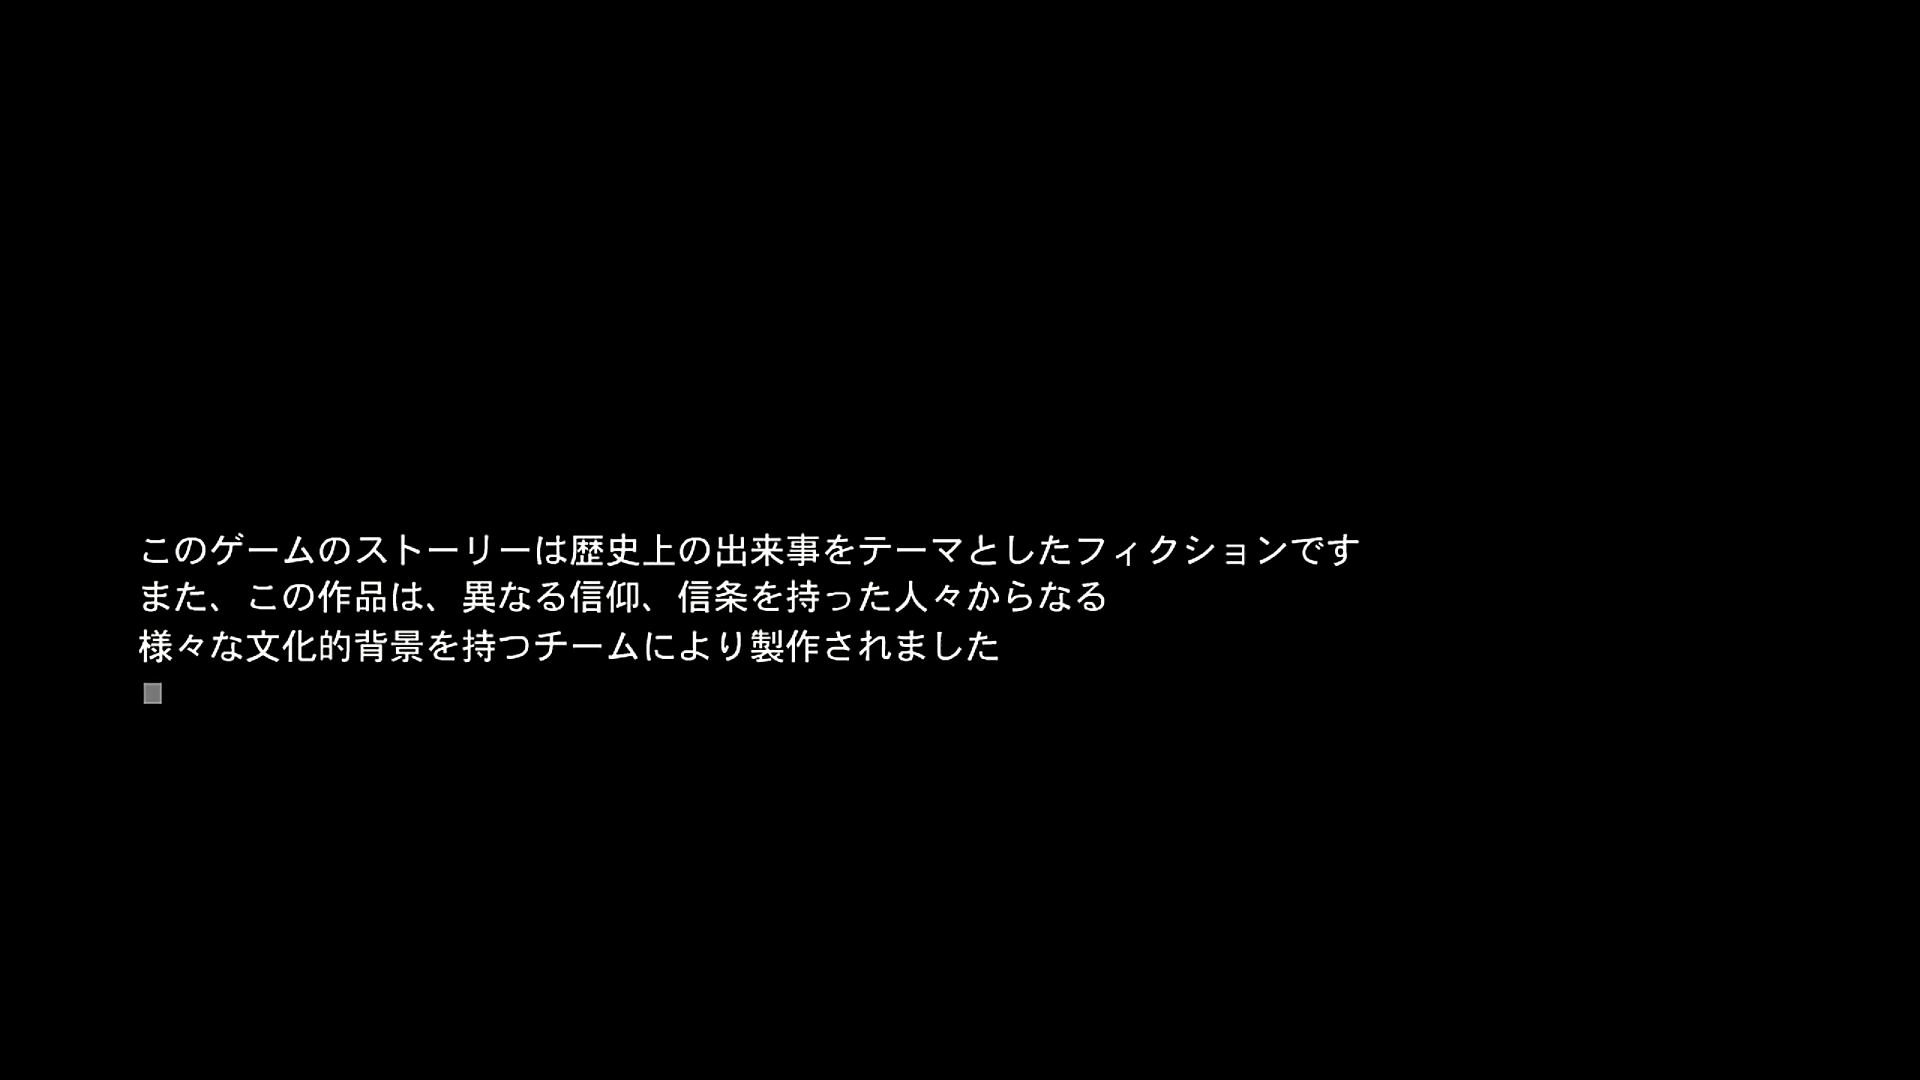 このゲームのストーリーは歴史上の出来事をテーマとしたフィクションです
また、この作品は、異なる信仰、信条を持った人々からなる
様々な文化的背景を持つチームにより製作されました